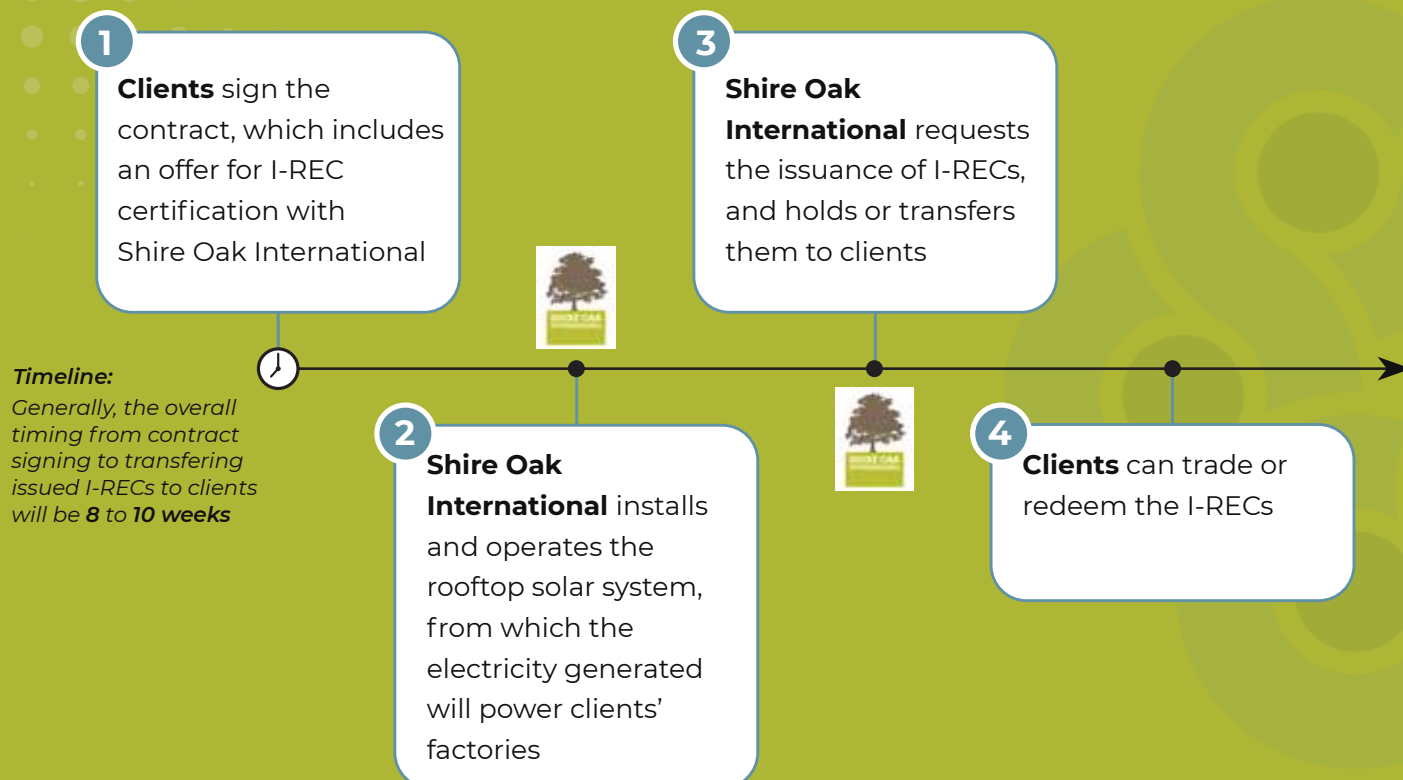 1
Clients sign the
contract, which includes
an offer for I-REC
certification with
Shire Oak International
3
Shire Oak
International requests
the issuance of I-RECs,
and holds or transfers
them to clients
SHIRE OAK
Timeline:
Generally, the overall
timing from contract
signing to transfering
issued I-RECs to clients
will be 8 to 10 weeks
2
Shire Oak
International installs
and operates the
rooftop solar system,
from which the
electricity generated
will power clients’
factories
SHIRE OAK
4
Clients can trade or
redeem the I-RECs